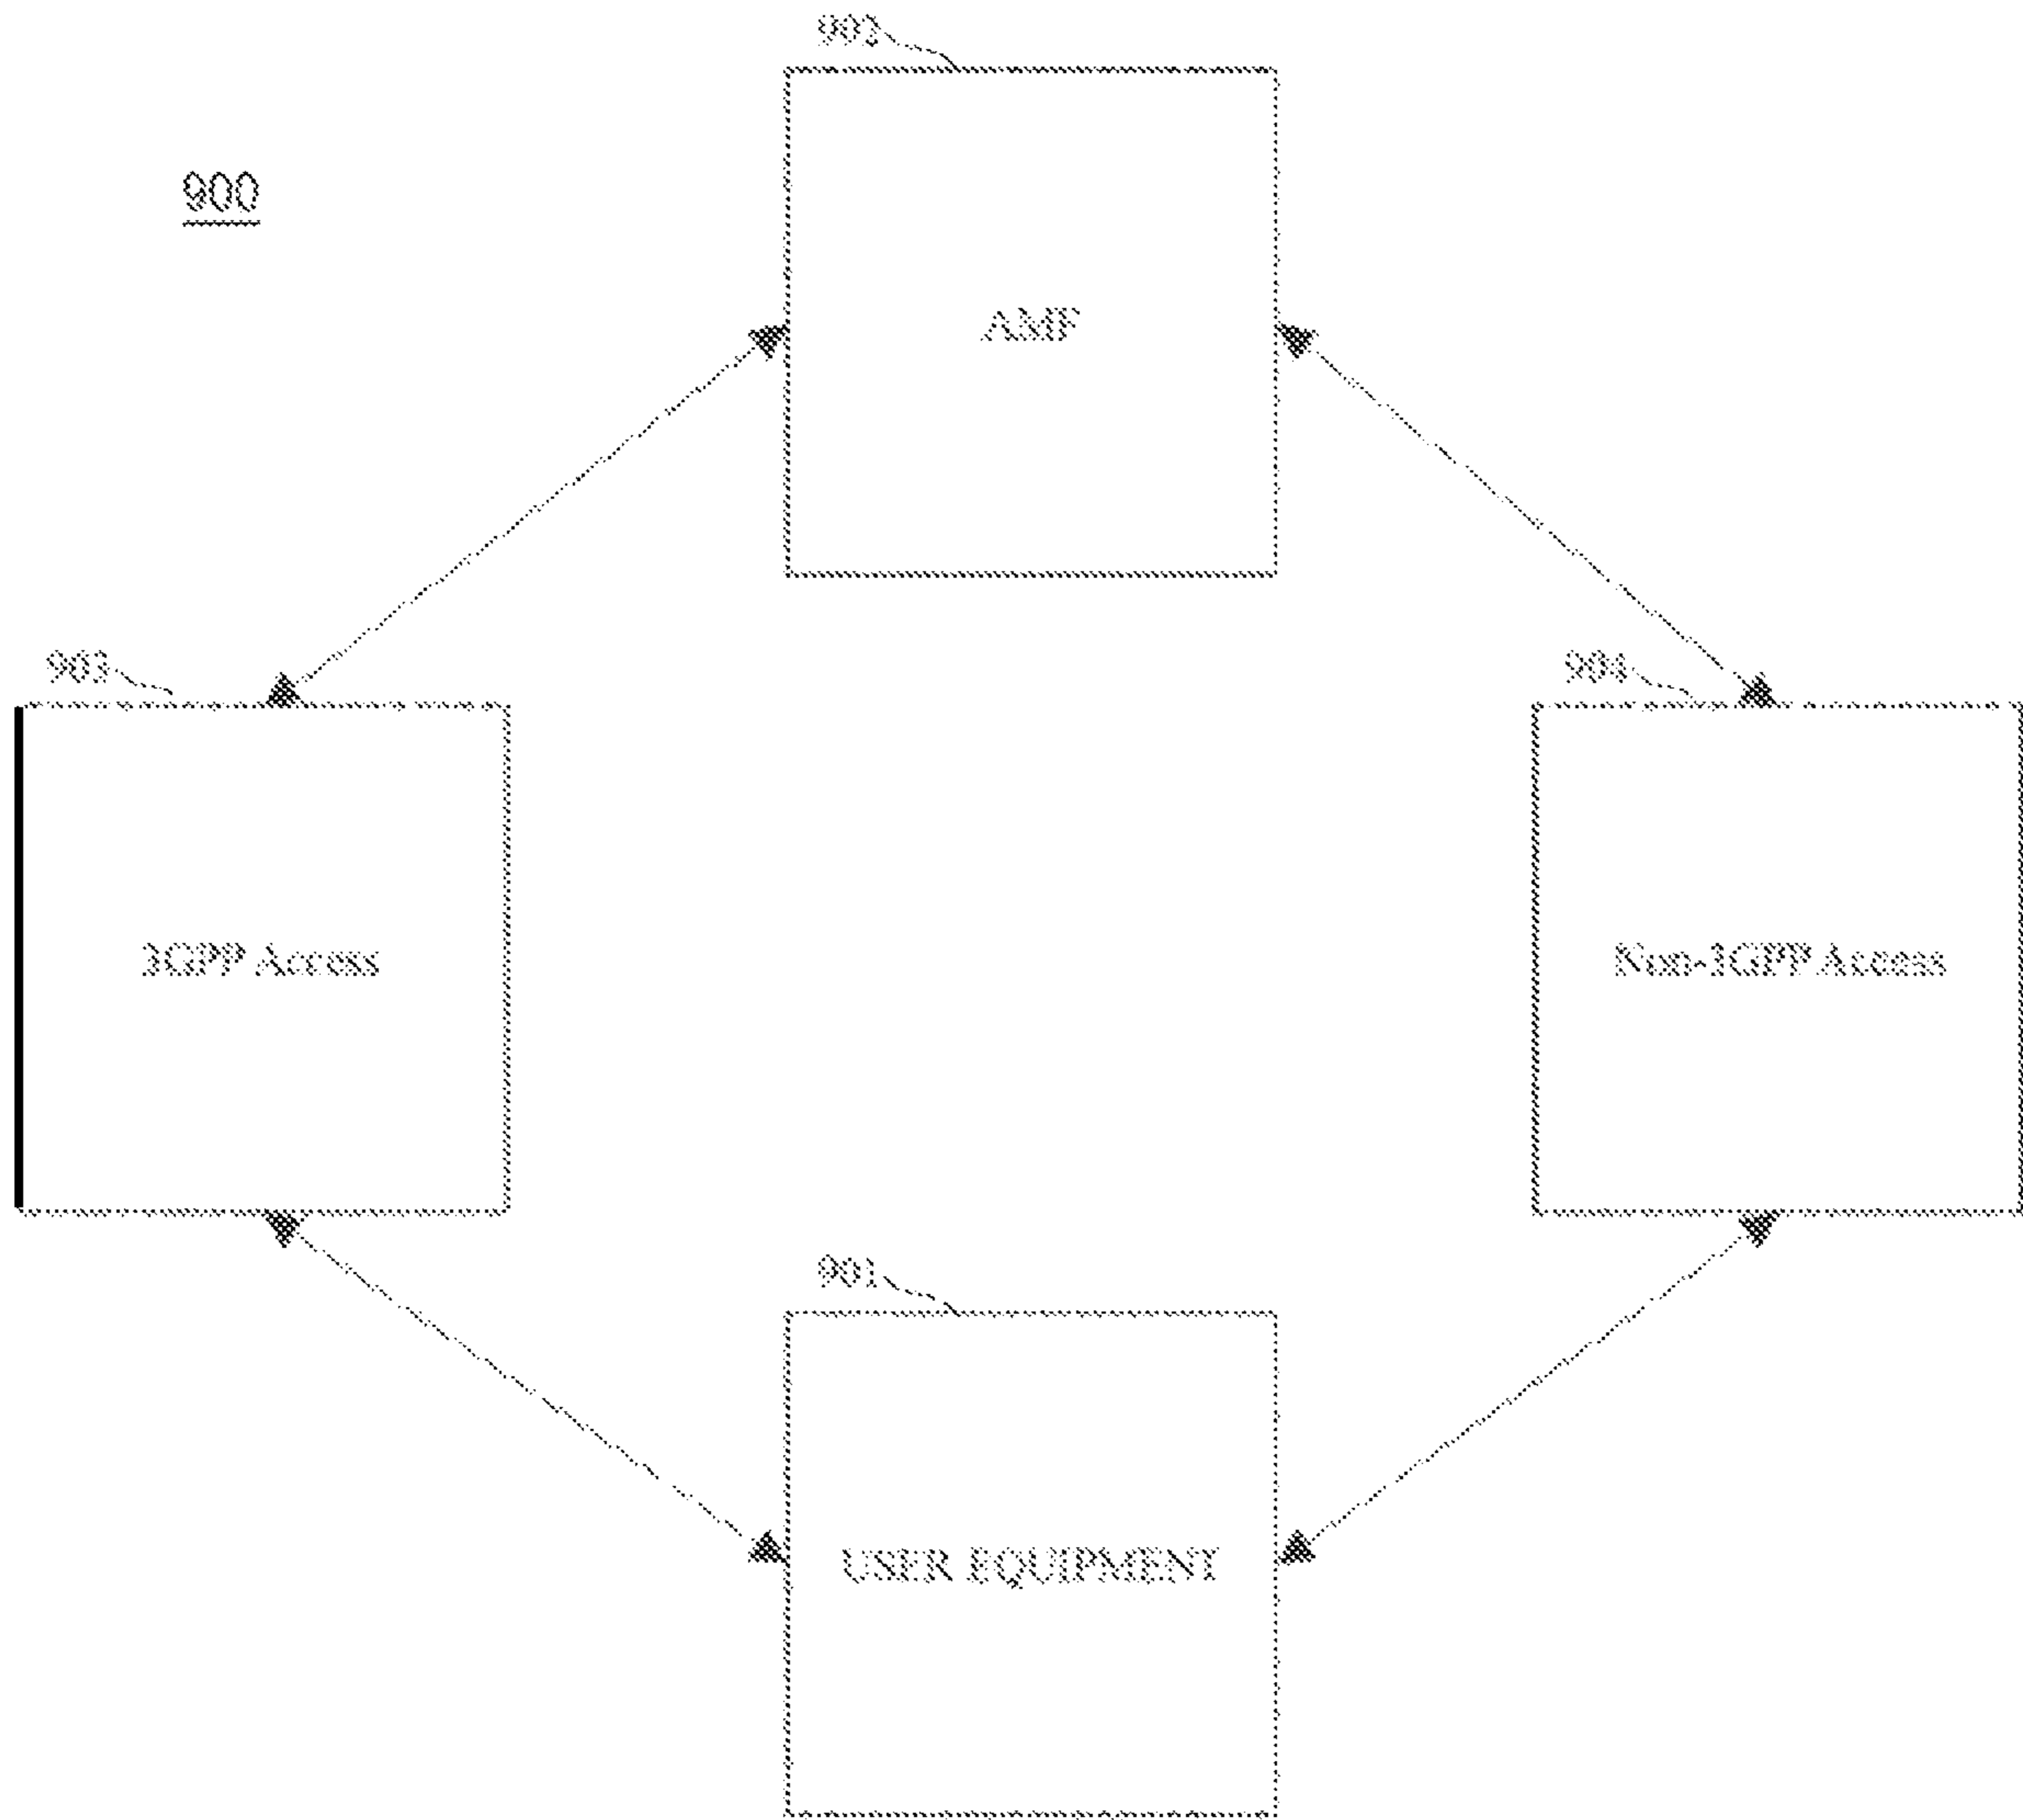 902
900
AMF
903
904
3GPP Access
Non-3GPP Access
901
USER EQUIPMENT